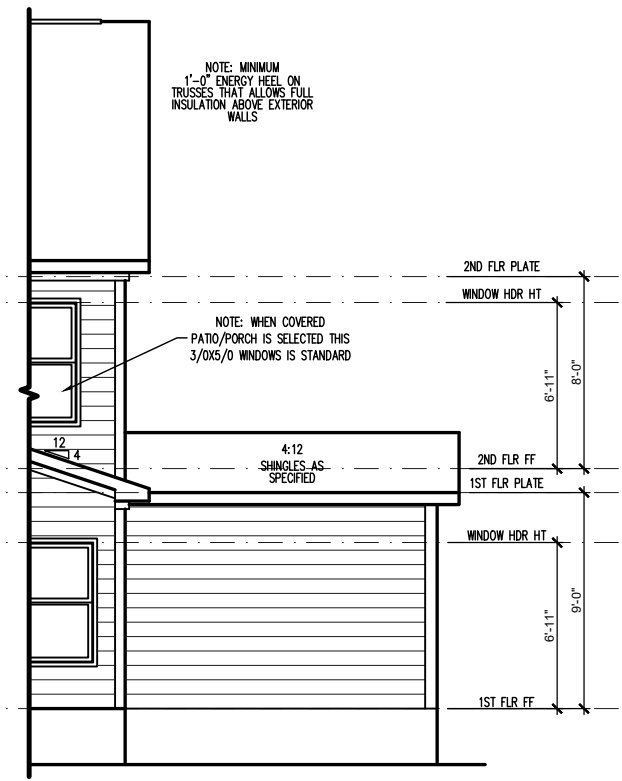 NOTE: MINIMUM
1'-0" ENERGY HEEL ON
TRUSSES THAT ALLOWS FULL
INSULATION ABOVE EXTERIOR
WALLS
2ND FLR PLATE
WINDOW HDR HT
NOTE: WHEN COVERED
PATIO/PORCH IS SELECTED THIS
3/0X5/0 WINDOWS IS STANDARD
6'-11"
8'-0"
12
4
4:12
SHINGLES AS
SPECIFIED
2ND FLR FF
1ST FLR PLATE
WINDOW HDR HT
6'-11"
9'-0"
1ST FLR FF